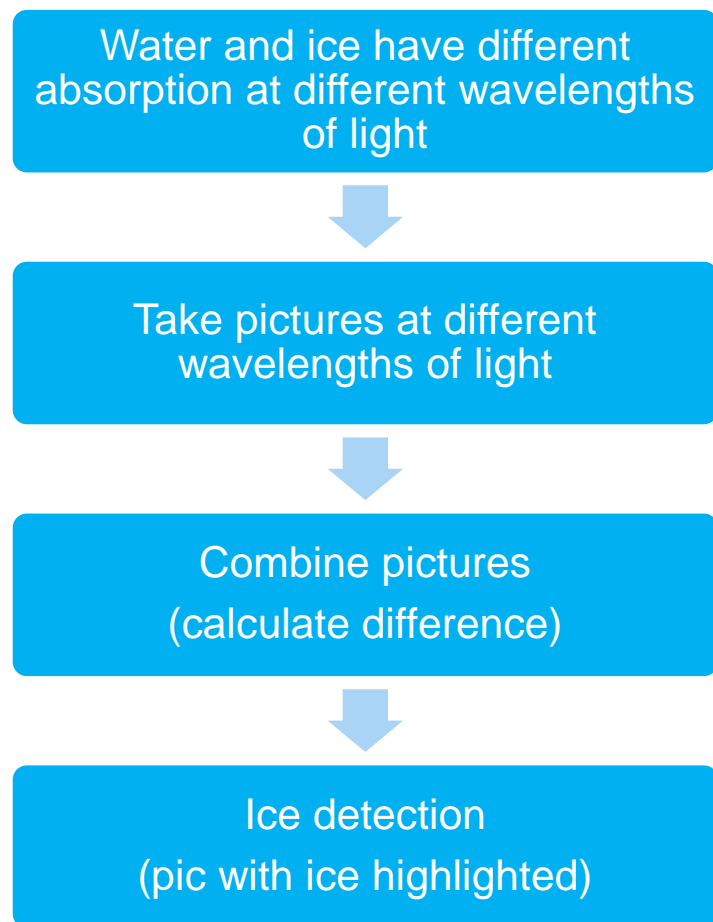 Water and ice have different
absorption at different wavelengths
of light
Take pictures at different
wavelengths of light
Combine pictures
(calculate difference)
Ice detection
(pic with ice highlighted)